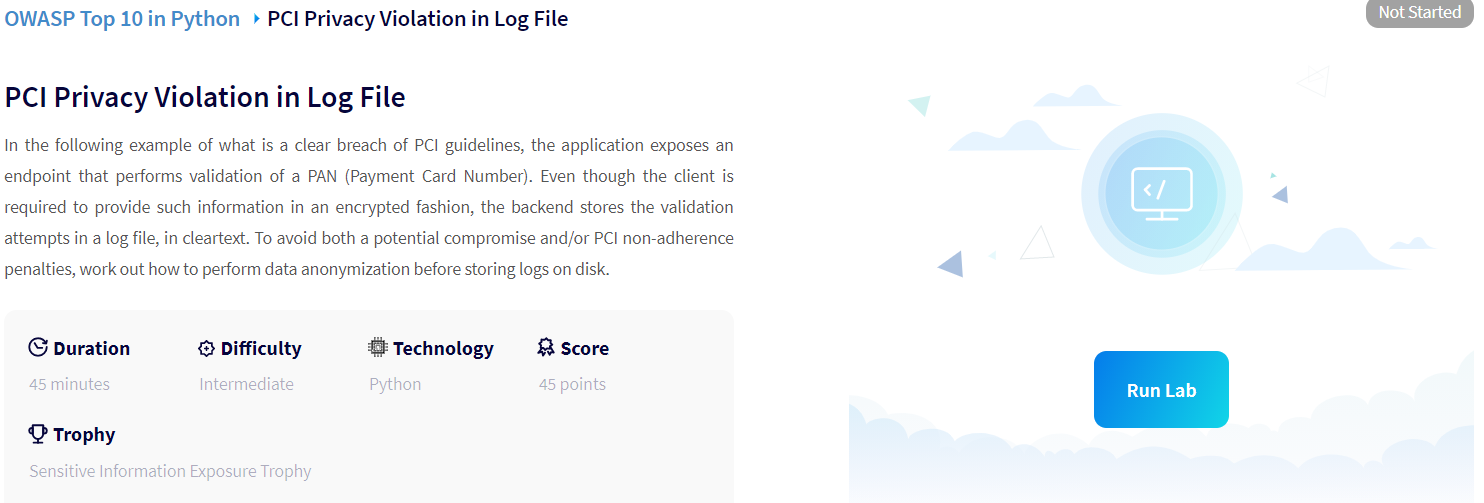 OWASP Top 10 in Python PCI Privacy Violation in Log File
Not Started
PCI Privacy Violation in Log File
In the following example of what is a clear breach of PCI guidelines, the application exposes an
endpoint that performs validation of a PAN (Payment Card Number). Even though the client is
required to provide such information in an encrypted fashion, the backend stores the validation
attempts in a log file, in cleartext. To avoid both a potential compromise and/or PCI non-adherence
penalties, work out how to perform data anonymization before storing logs on disk.
Duration Difficulty Technology Score
45 minutes Intermediate Python 45 points
Trophy
Sensitive Information Exposure Trophy
Run Lab